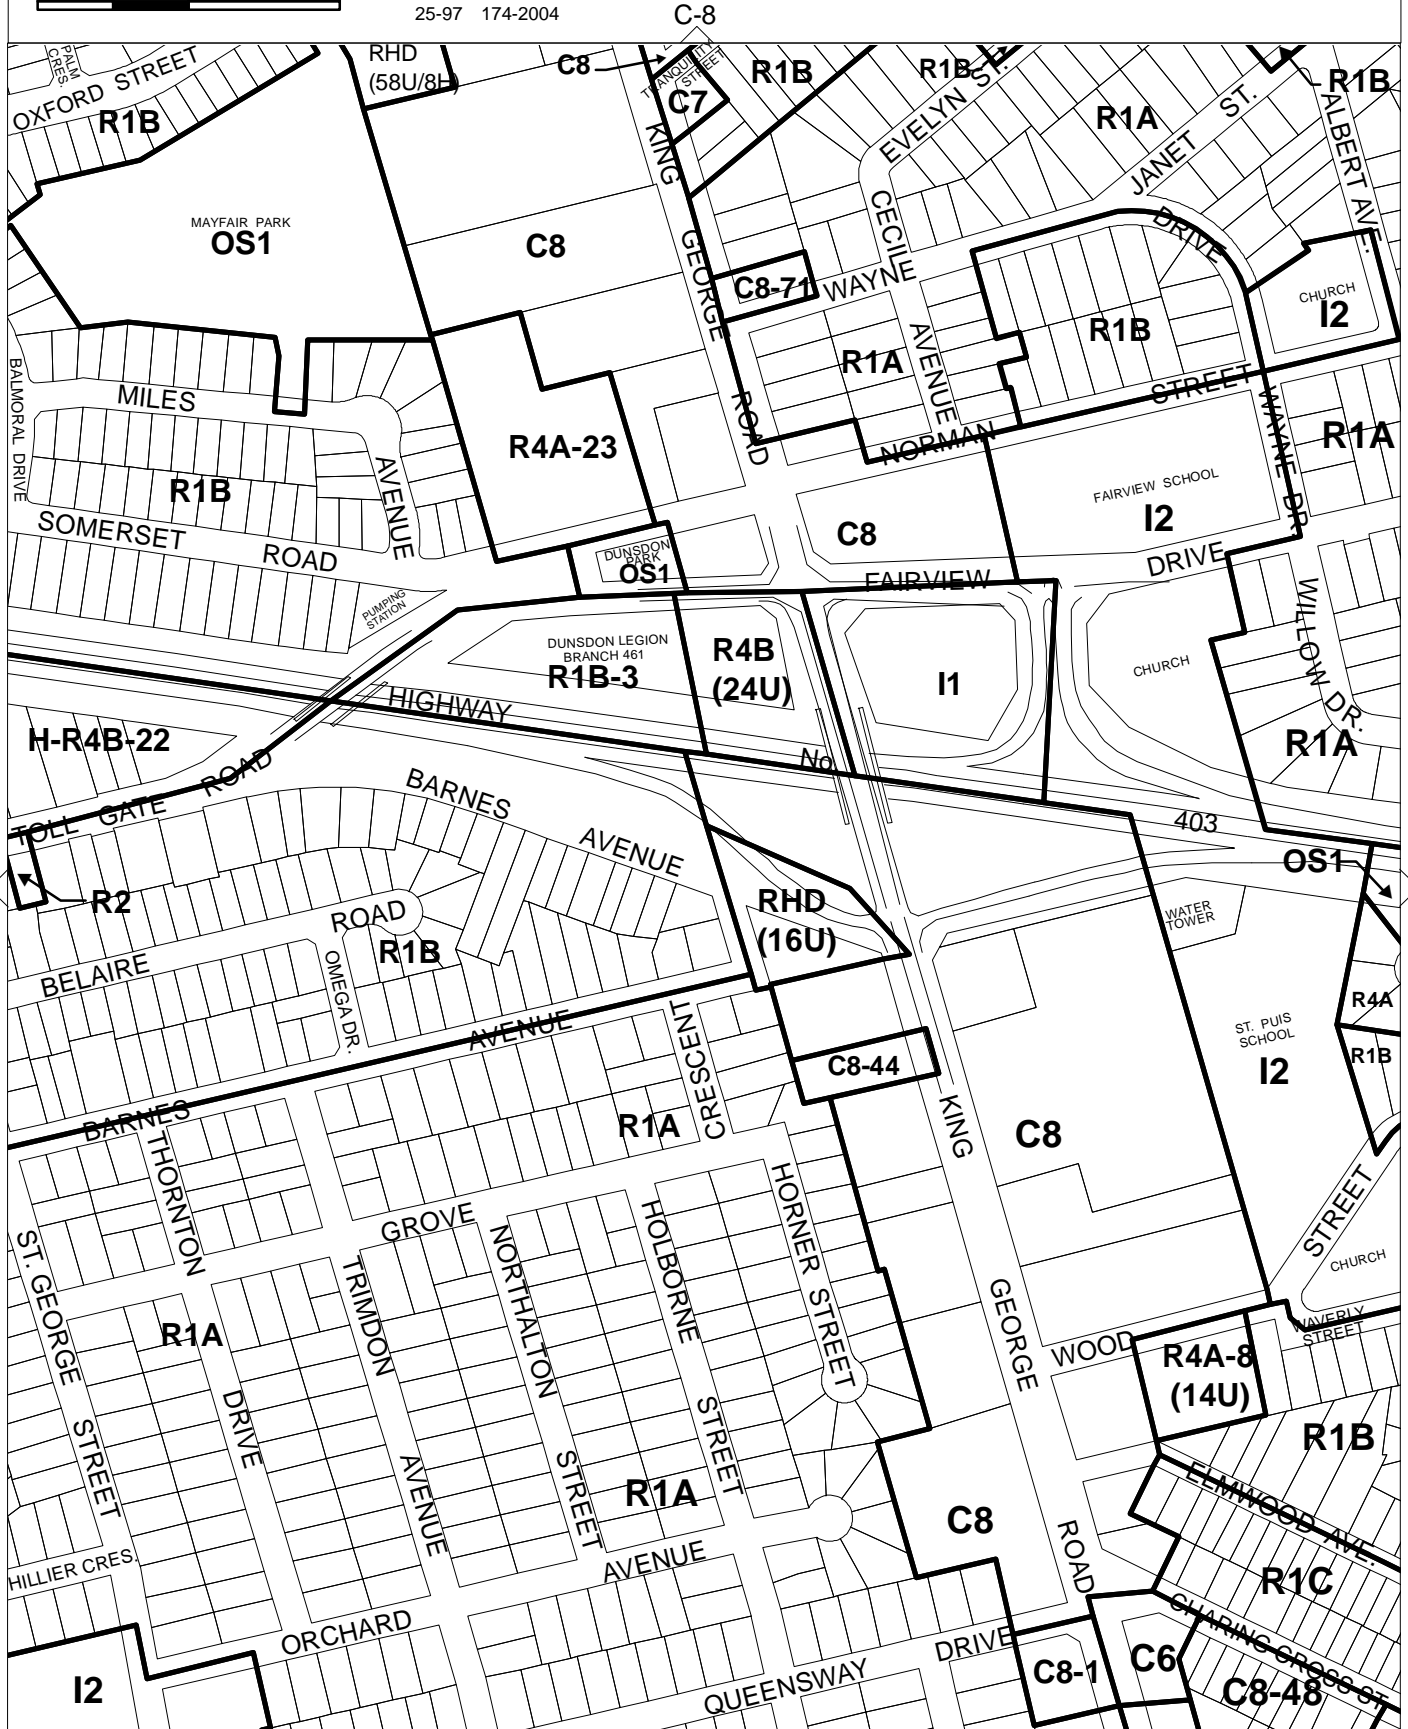 25-97 174-2004
C-8
PALM
CRES.
OXFORD STREET
R1B
RHD
(58U/8H)
C8
TRANQUILITY
STREET
C7
R1B
R1B
EVELYN ST.
R1A
JANET ST.
R1B
ALBERT AVE.
MAYFAIR PARK
OS1
C8
KING
GEORGE
ROAD
C8-71
WAYNE
DRIVE
CECILE
AVENUE
R1A
R1B
CHURCH
I2
BALMORAL DRIVE
MILES
AVENUE
R1B
R4A-23
NORMAN
STREET
WAYNE DR.
R1A
SOMERSET ROAD
FAIRVIEW SCHOOL
I2
C8
DUNSDON
PARK
OS1
FAIRVIEW
DRIVE
PUMPING
STATION
DUNSDON LEGION
BRANCH 461
R1B-3
R4B
(24U)
I1
CHURCH
WILLOW DR.
R1A
HIGHWAY
No.
403
H-R4B-22
TOLL GATE ROAD
BARNES
AVENUE
R2
ROAD
BELAIRE
OMEGA DR.
R1B
RHD
(16U)
OS1
WATER
TOWER
R4A
ST. PUIS
SCHOOL
I2
R1B
AVENUE
BARNES
CRESCENT
C8-44
R1A
KING
C8
THORNTON
ST. GEORGE
STREET
GROVE
TRIMDON
NORTHALTON
HOLBORNE
HORNER STREET
STREET
CHURCH
GEORGE
WAVERLY
STREET
WOOD
R1A
DRIVE
R4A-8
(14U)
STREET
R1B
AVENUE
STREET
R1A
ELMWOOD AVE.
C8
ROAD
HILLIER CRES.
AVENUE
R1C
ORCHARD
CHARING CROSS ST.
DRIVE
QUEENSWAY
C8-1
C6
C8-48
I2